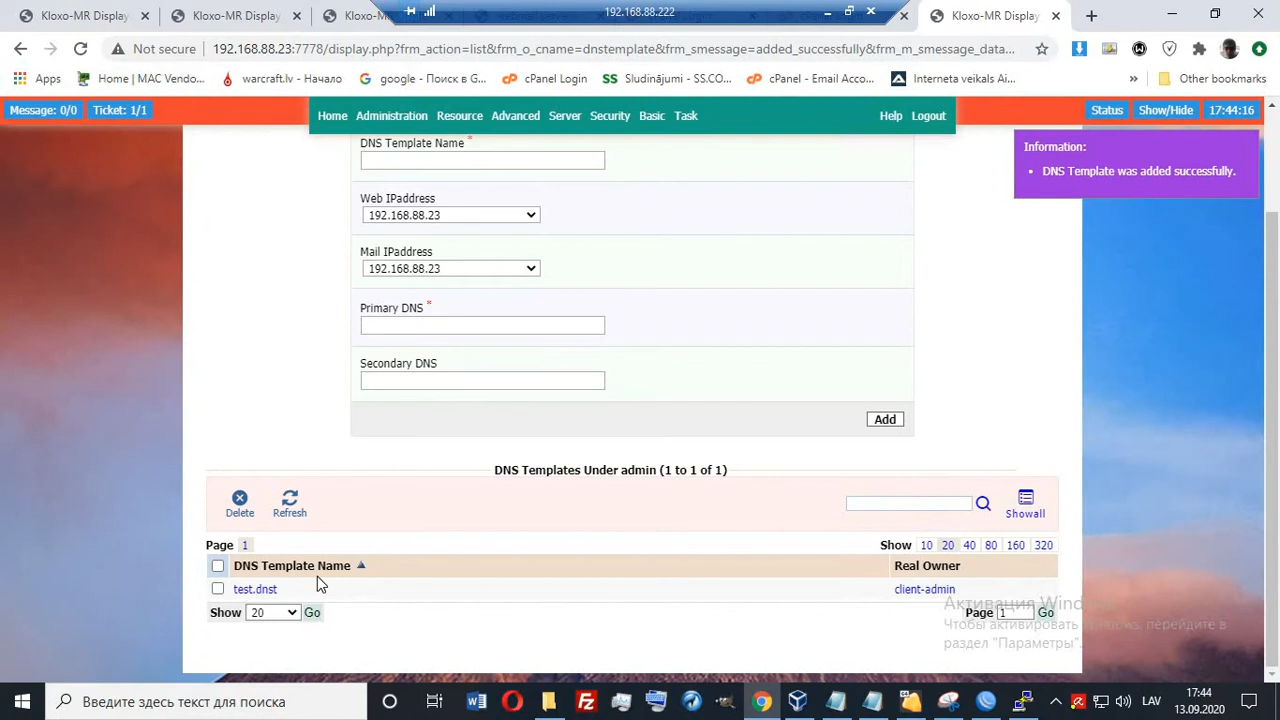 Kloxo-MR Display
Kloxo-MR Display
Kloxo-MR Displ
192.168.88.222
Kloxo-MR Display
Not secure
192.168.88.23:7778/display.php?frm_action=list&frm_o_cname=dnstemplate&frm_smessage=added_successfully&frm_m_smessage_data...
Apps
Home | MAC Vendo...
warcraft.lv - Начало
google - Поиск в G...
cPanel Login
Sludinājumi - SS.CO...
cPanel - Email Acco...
Interneta veikals Ai...
»
Other bookmarks
Message: 0/0
Ticket: 1/1
Home
Administration
Resource
Advanced
Server
Security
Basic
Task
Help
Logout
Status
Show/Hide
17:44:16
Information:
• DNS Template was added successfully.
DNS Template Name *
Web IPaddress
192.168.88.23
Mail IPaddress
192.168.88.23
Primary DNS *
Secondary DNS
Add
DNS Templates Under admin (1 to 1 of 1)
Delete
Refresh
Showall
Page 1
Show 10 20 40 80 160 320
DNS Template Name
Real Owner
test.dnst
client-admin
Show 20 Go
Page 1 Go
Активация Wind
Чтобы активировать Windows, перейдите в
раздел "Параметры".
Введите здесь текст для поиска
LAV
17:44
13.09.2020